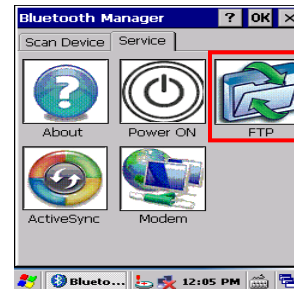 Bluetooth Manager ? OK ×
Scan Device Service
About Power ON FTP
ActiveSync Modem
Blueto... 12:05 PM